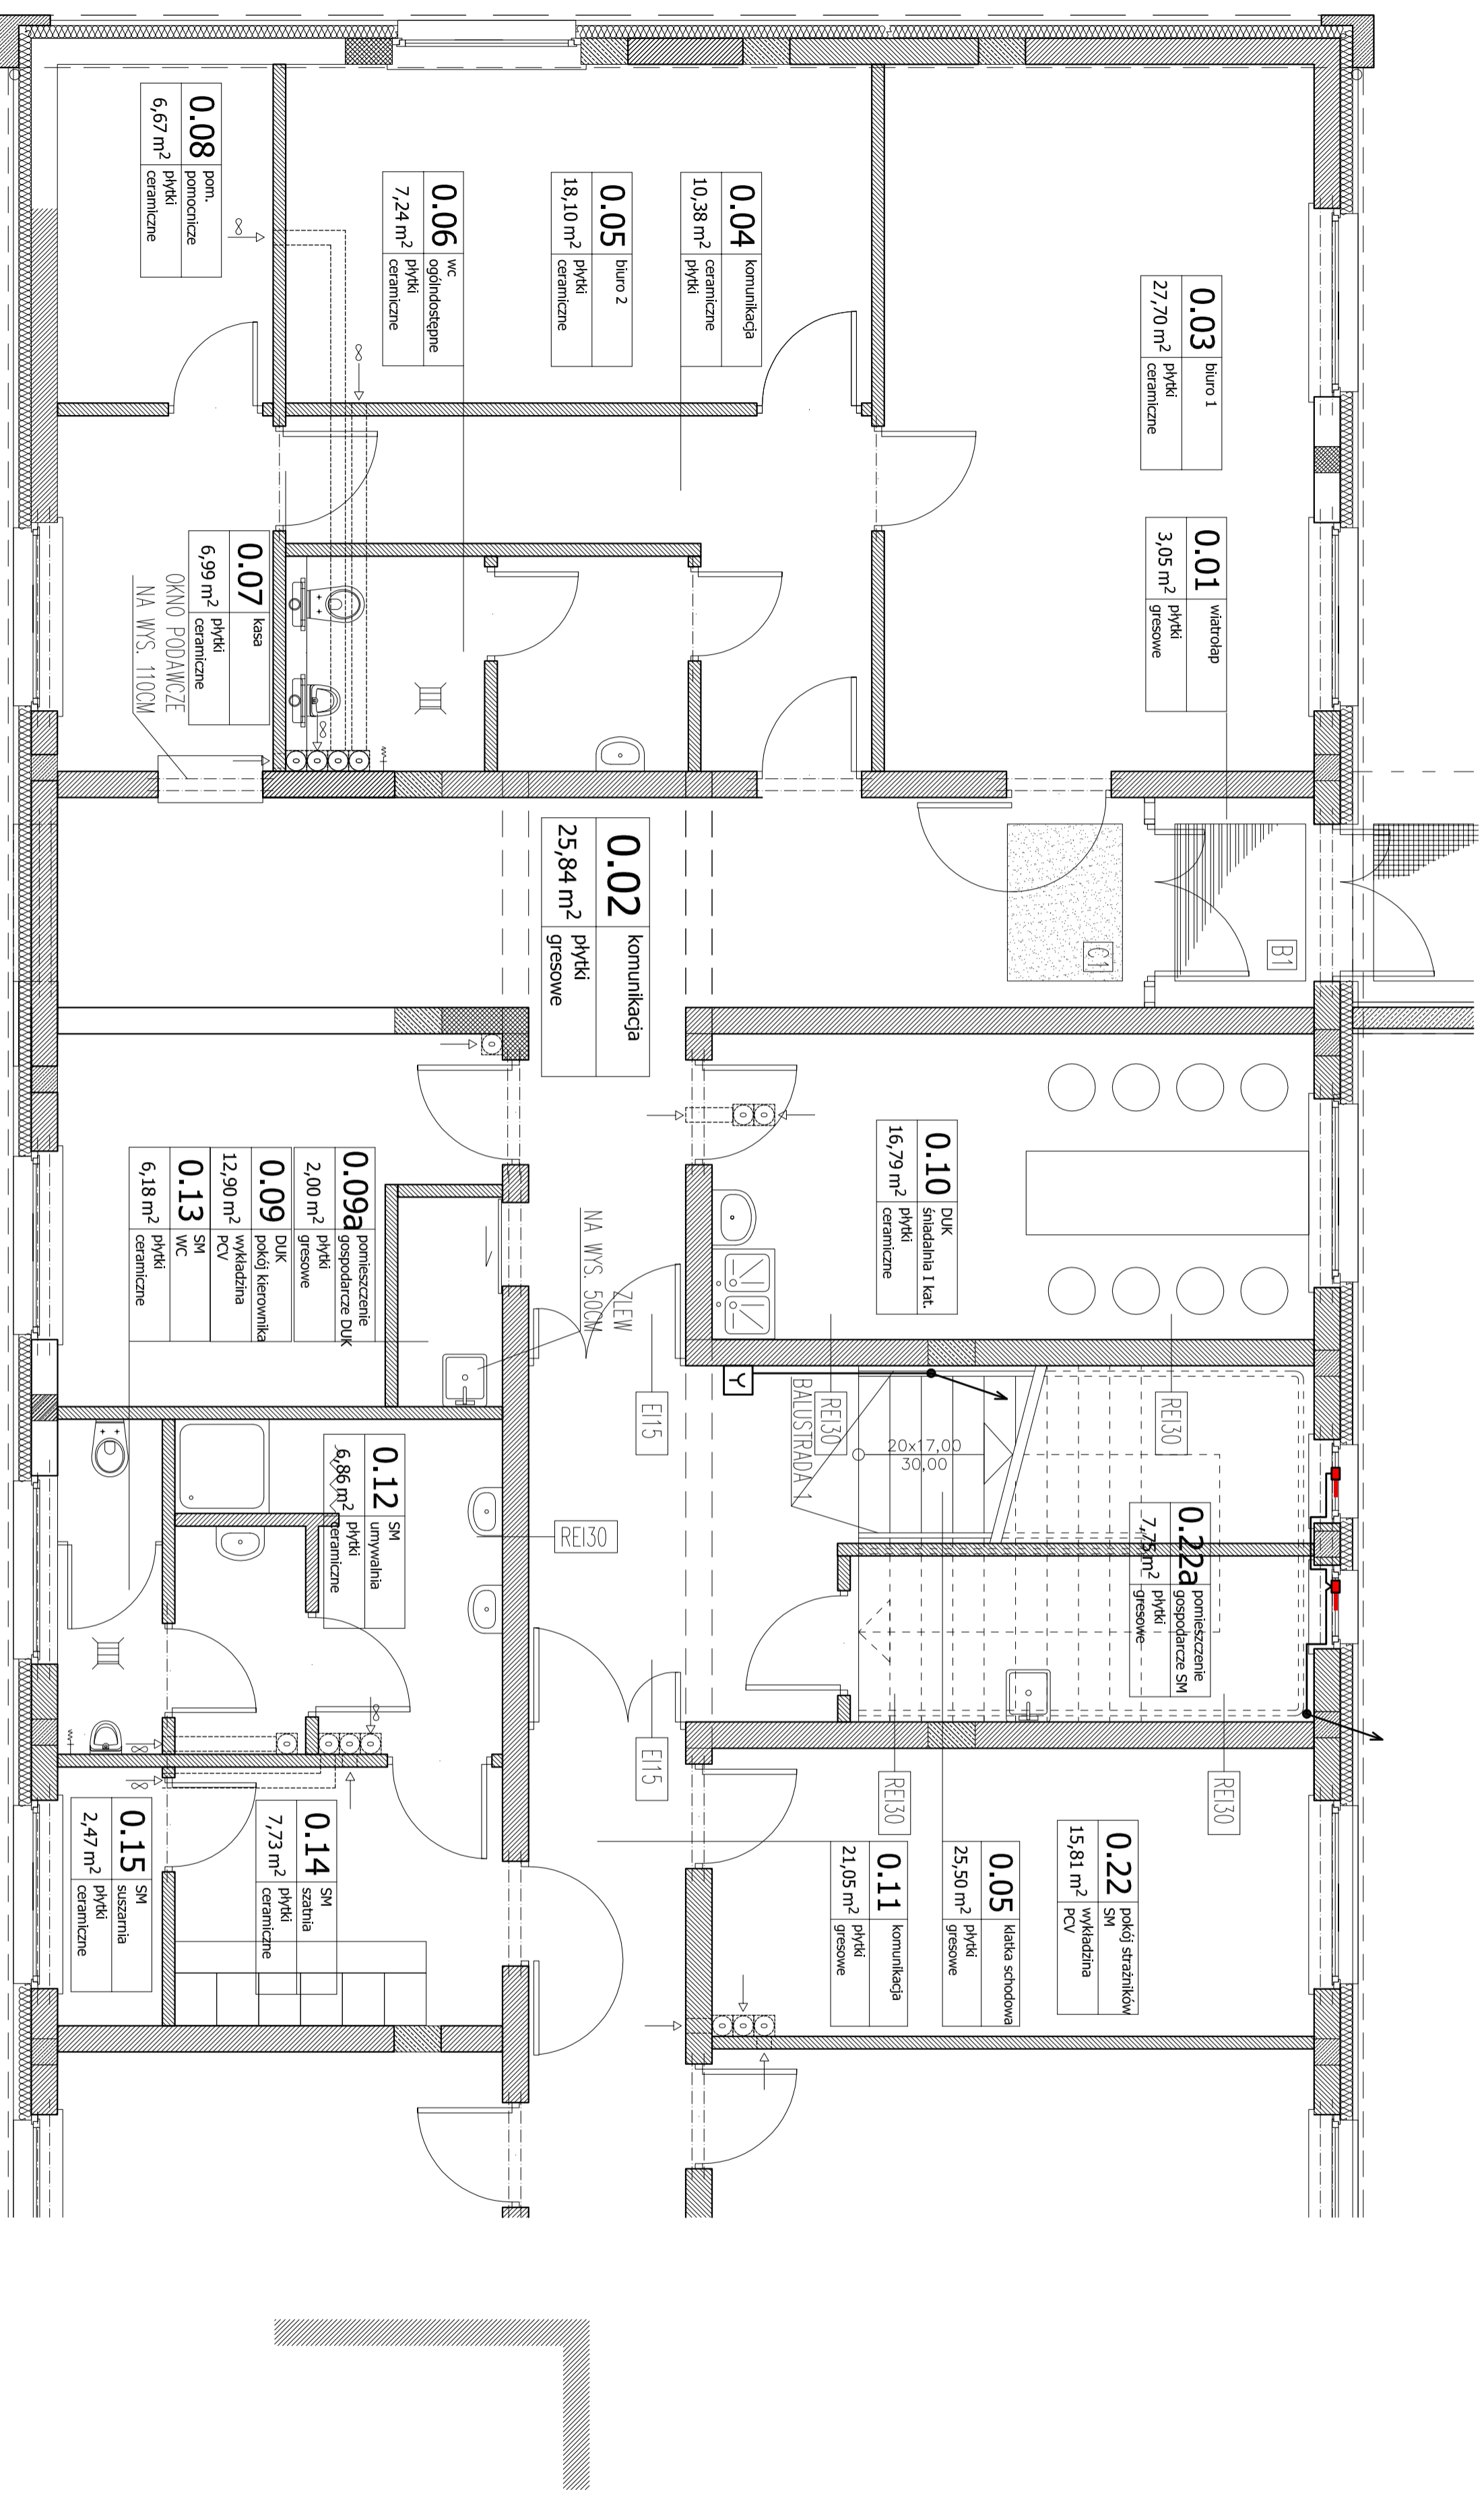 0.08
pom.
pomocnicze
6,67 m²
płytki
ceramiczne
0.06
wc
ogólndostępne
7,24 m²
płytki
ceramiczne
0.05
biuro 2
18,10 m²
płytki
ceramiczne
0.04
komunikacja
10,38 m²
ceramiczne
płytki
0.03
biuro 1
27,70 m²
płytki
ceramiczne
0.01
wiatrołap
3,05 m²
płytki
gresowe
0.07
kasa
6,99 m²
płytki
ceramiczne
OKNO PODAWCZE
NA WYS. 110CM
0.02
komunikacja
25,84 m²
płytki
gresowe
C1
B1
0.10
DUK
śniadalnia I kat.
16,79 m²
płytki
ceramiczne
0.09a
pomieszczenie
gospodarcze DUK
2,00 m²
płytki
gresowe
0.09
DUK
pokój kierownika
12,90 m²
wykładzina
PCV
0.13
SM
WC
6,18 m²
płytki
ceramiczne
ZLEW
NA WYS. 50CM
EI15
REI30
REI30
BALUSTRADA 1
20x17,00
30,00
0.12
SM
umywalnia
6,86 m²
płytki
ceramiczne
REI30
0.22a
pomieszczenie
gospodarcze SM
7,75 m²
płytki
gresowe
EI15
REI30
REI30
0.22
pokój strażników
SM
15,81 m²
wykładzina
PCV
0.05
klatka schodowa
25,50 m²
płytki
gresowe
0.11
komunikacja
21,05 m²
płytki
gresowe
0.14
SM
szatnia
7,73 m²
płytki
ceramiczne
0.15
SM
suszarnia
2,47 m²
płytki
ceramiczne